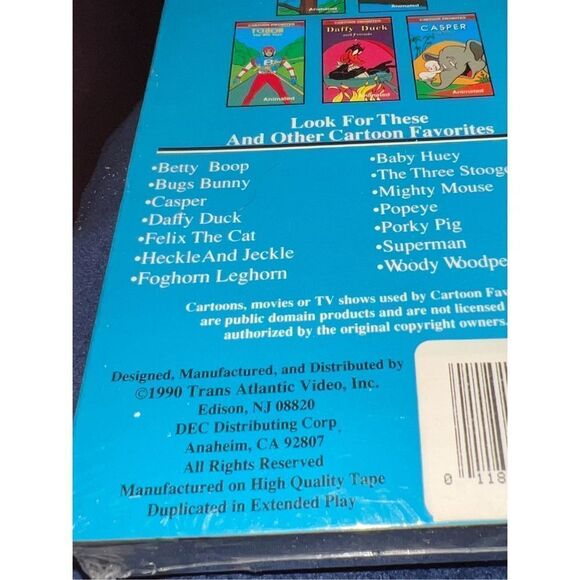 CARTOON FAVORITES
TOBOR
Animated
CARTOON FAVORITES
Daffy Duck
and Friends
Animated
CARTOON FAVORITES
CASPER
Animated
Look For These
And Other Cartoon Favorites
•Betty Boop
•Bugs Bunny
•Casper
•Daffy Duck
•Felix The Cat
•HeckleAnd Jeckle
•Foghorn Leghorn
•Baby Huey
•The Three Stooge
•Mighty Mouse
•Popeye
•Porky Pig
•Superman
•Woody Woodpe
Cartoons, movies or TV shows used by Cartoon Fav
are public domain products and are not licensed
authorized by the original copyright owners.
Designed, Manufactured, and Distributed by
©1990 Trans Atlantic Video, Inc.
Edison, NJ 08820
DEC Distributing Corp
Anaheim, CA 92807
All Rights Reserved
Manufactured on High Quality Tape
Duplicated in Extended Play
0 118